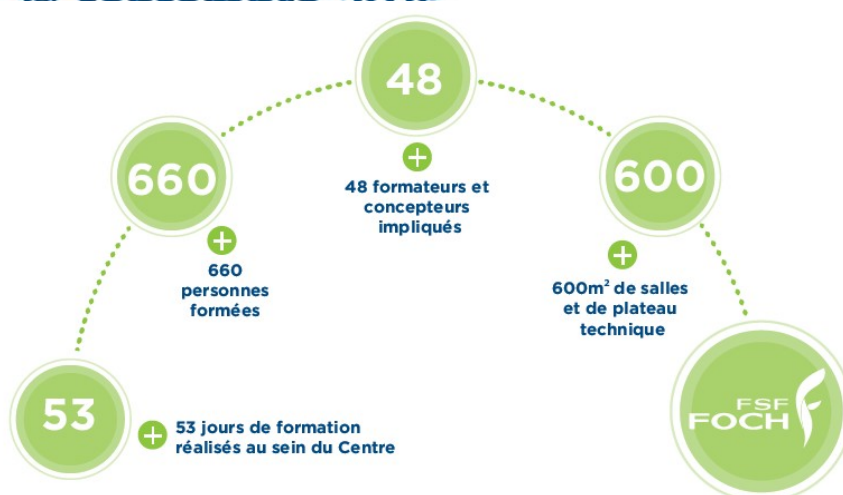 48
660
600
48 formateurs et
concepteurs
impliqués
660
personnes
formées
600m² de salles
et de plateau
technique
53
53 jours de formation
réalisés au sein du Centre
FSF
FOCH